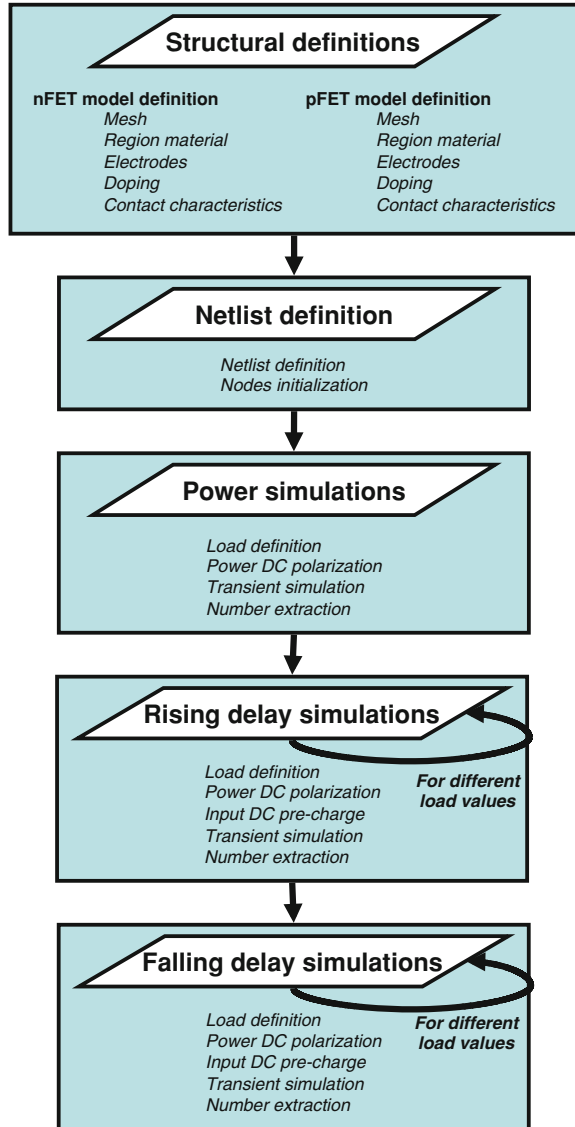 Structural definitions
nFET model definition
Mesh
Region material
Electrodes
Doping
Contact characteristics
pFET model definition
Mesh
Region material
Electrodes
Doping
Contact characteristics
Netlist definition
Netlist definition
Nodes initialization
Power simulations
Load definition
Power DC polarization
Transient simulation
Number extraction
Rising delay simulations
Load definition
Power DC polarization
Input DC pre-charge
Transient simulation
Number extraction
For different
load values
Falling delay simulations
Load definition
Power DC polarization
Input DC pre-charge
Transient simulation
Number extraction
For different
load values